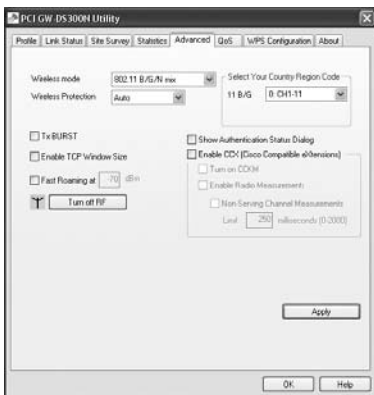 PCI GW-DS300N Utility
Profile Link Status Site Survey Statistics Advanced QoS WPS Configuration About
Wireless mode 802.11 B/G/N mix
Wireless Protection Auto
Select Your Country Region Code
11 B/G 0: CH1-11
Tx BURST
Enable TCP Window Size
Fast Roaming at -70 dBm
Turn off RF
Show Authentication Status Dialog
Enable CCX (Cisco Compatible eXtensions)
Turn on CCKM
Enable Radio Measurements
Non-Serving Channel Measurements
Limit 250 milliseconds (0-2000)
Apply
OK Help